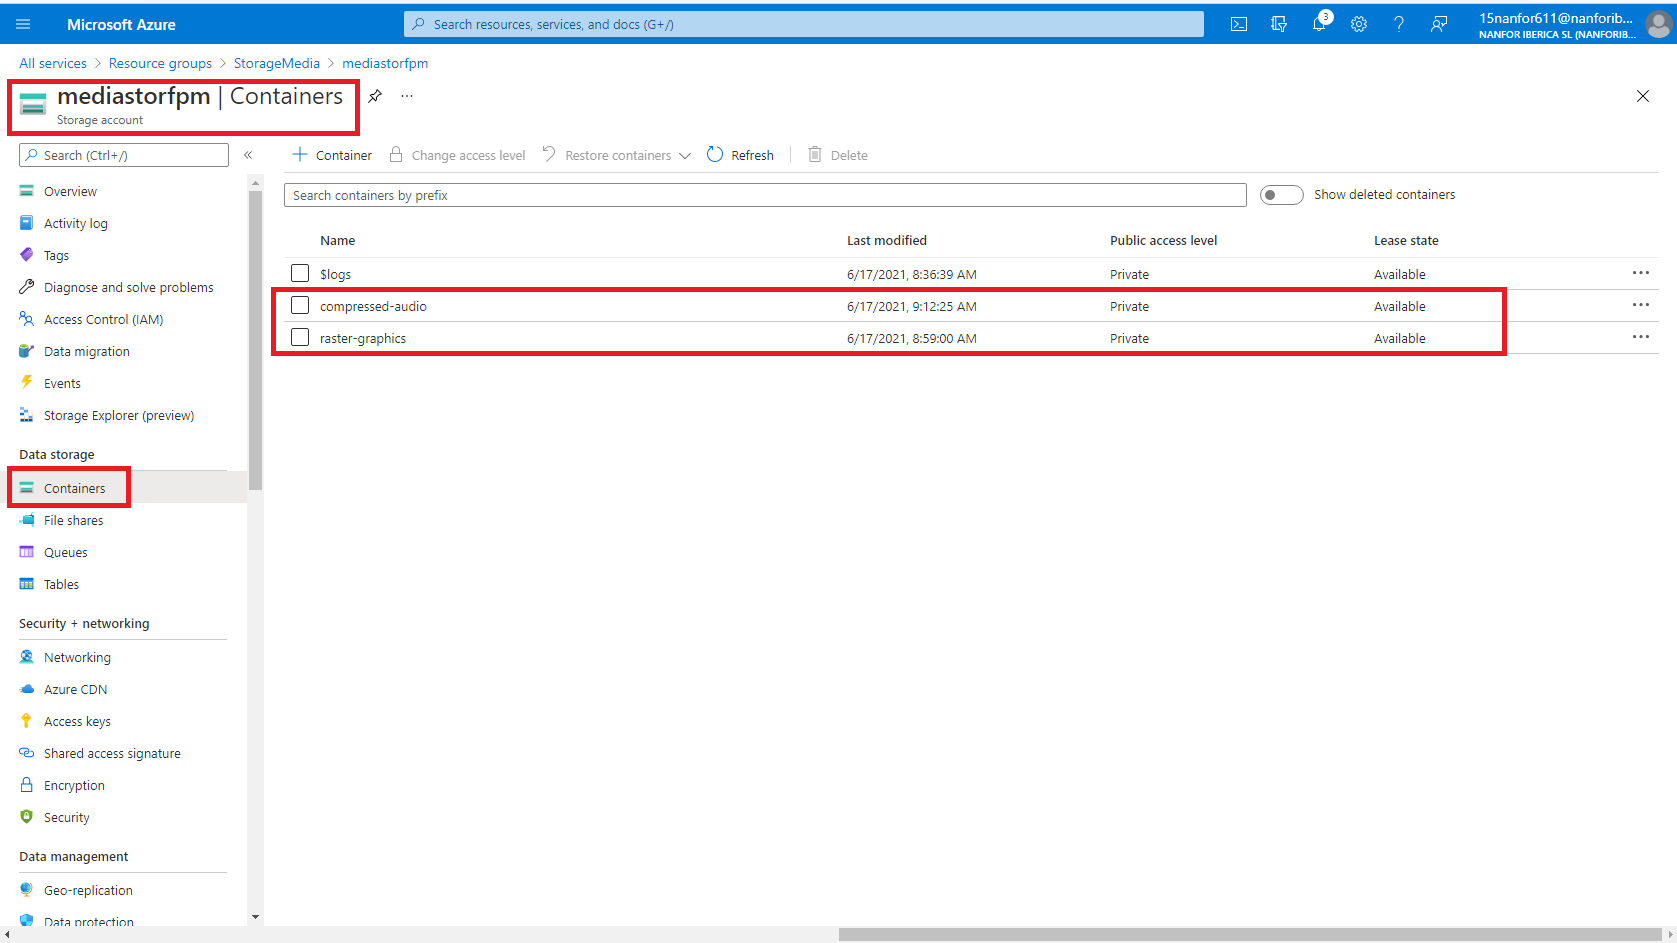 Microsoft Azure
Search resources, services, and docs (G+/)
3
15nanfor611@nanforib...
NANFOR IBERICA SL (NANFORIB...
All services > Resource groups > StorageMedia > mediastorfpm
mediastorfpm | Containers
...
Storage account
Search (Ctrl+/)
«
Container
Change access level
Restore containers
Refresh
Delete
Search containers by prefix
Show deleted containers
Name Last modified Public access level Lease state
$logs 6/17/2021, 8:36:39 AM Private Available ...
compressed-audio 6/17/2021, 9:12:25 AM Private Available ...
raster-graphics 6/17/2021, 8:59:00 AM Private Available ...
Overview
Activity log
Tags
Diagnose and solve problems
Access Control (IAM)
Data migration
Events
Storage Explorer (preview)
Data storage
Containers
File shares
Queues
Tables
Security + networking
Networking
Azure CDN
Access keys
Shared access signature
Encryption
Security
Data management
Geo-replication
Data protection